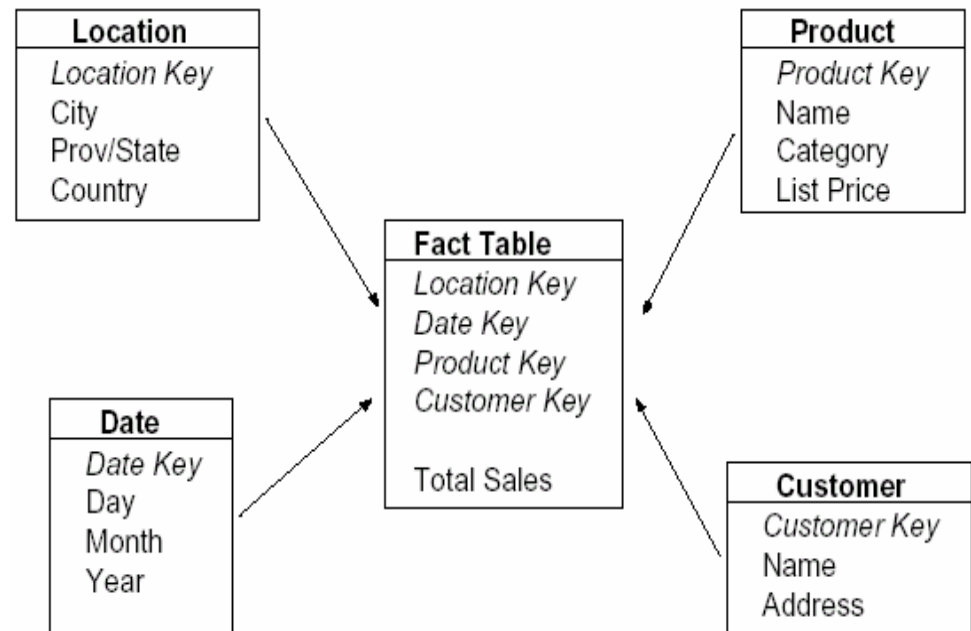 Location
Location Key
City
Prov/State
Country
Product
Product Key
Name
Category
List Price
Fact Table
Location Key
Date Key
Product Key
Customer Key
Total Sales
Date
Date Key
Day
Month
Year
Customer
Customer Key
Name
Address